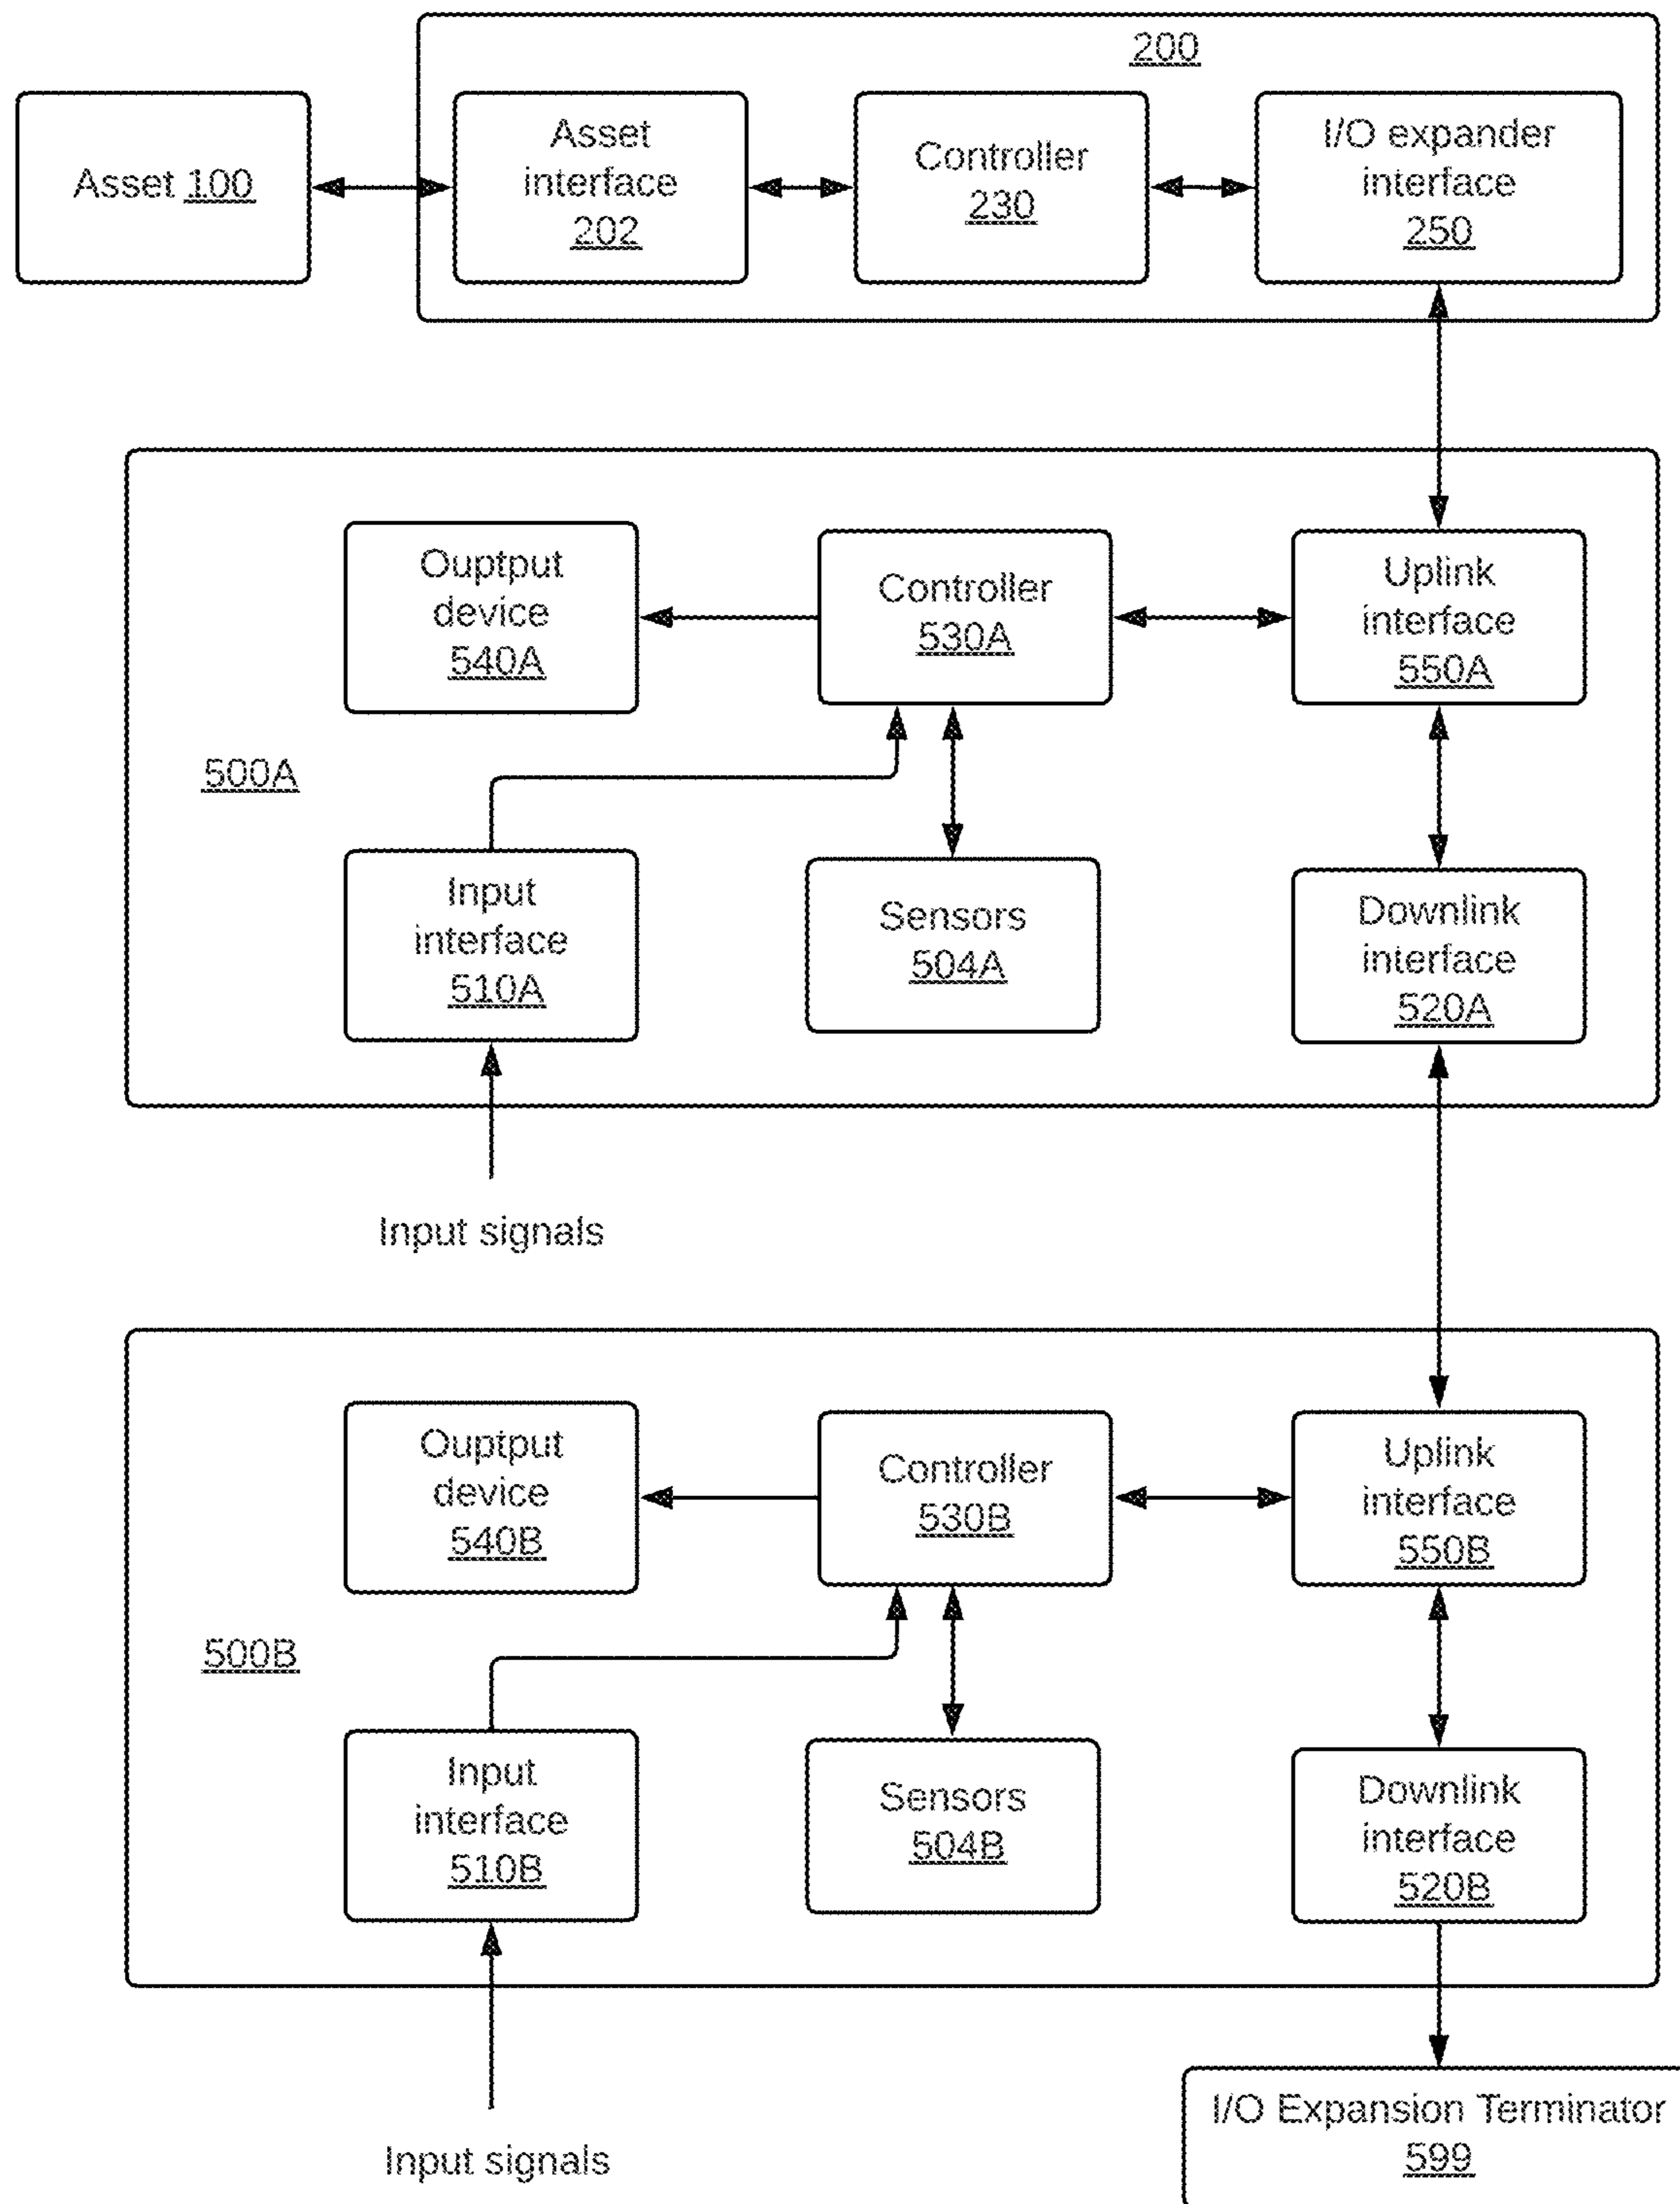 200
Asset 100
Asset
interface
202
Controller
230
I/O expander
interface
250
Ouptput
device
540A
Controller
530A
Uplink
interface
550A
500A
Input
interface
510A
Sensors
504A
Downlink
interface
520A
Input signals
Ouptput
device
540B
Controller
530B
Uplink
interface
550B
500B
Input
interface
510B
Sensors
504B
Downlink
interface
520B
Input signals
I/O Expansion Terminator
599